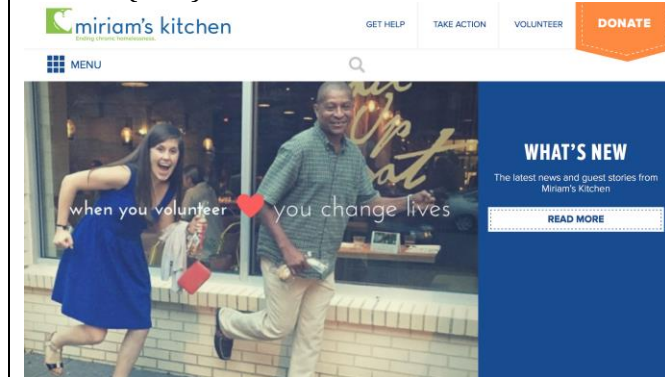 miriam's kitchen
Ending chronic homelessness.
GET HELP
TAKE ACTION
VOLUNTEER
DONATE
MENU
when you volunteer you change lives
WHAT'S NEW
The latest news and guest stories from
Miriam's Kitchen
READ MORE